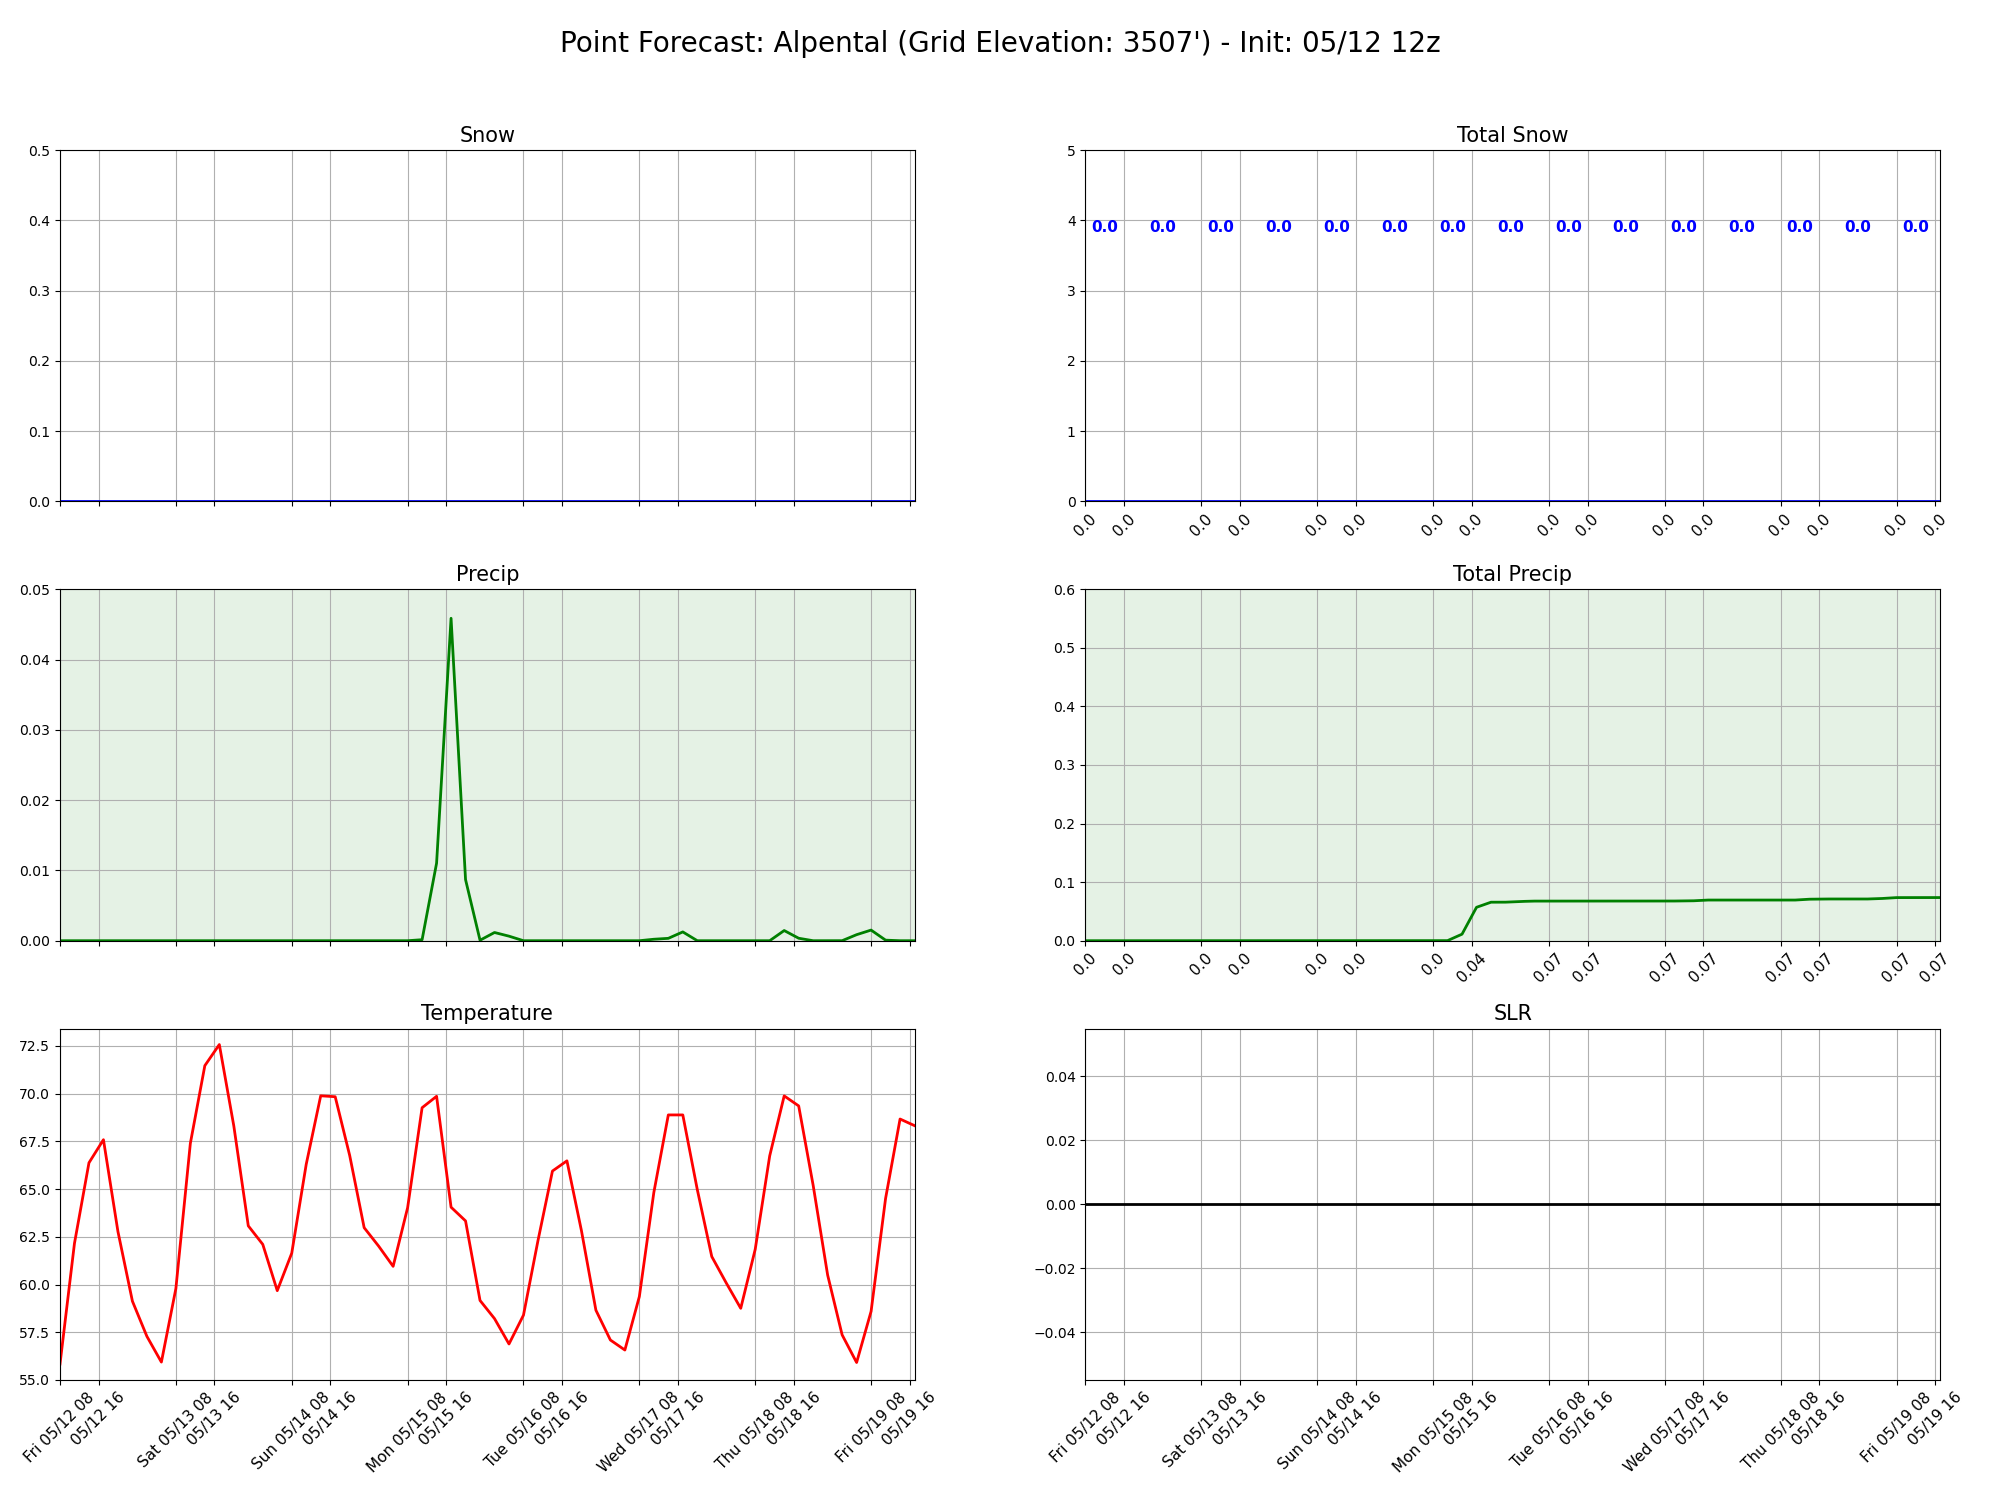 Point Forecast: Alpental (Grid Elevation: 3507') - Init: 05/12 12z
Snow
0.5
0.4
0.3
0.2
0.1
0.0
Total Snow
5
4
3
2
1
0
0.0 0.0 0.0 0.0 0.0 0.0 0.0 0.0 0.0 0.0 0.0 0.0 0.0 0.0 0.0
0.0 0.0 0.0 0.0 0.0 0.0 0.0 0.0 0.0 0.0 0.0 0.0 0.0 0.0 0.0 0.0
Precip
0.05
0.04
0.03
0.02
0.01
0.00
Total Precip
0.6
0.5
0.4
0.3
0.2
0.1
0.0
0.0 0.0 0.0 0.0 0.0 0.0 0.0 0.04 0.07 0.07 0.07 0.07 0.07 0.07 0.07 0.07
Temperature
72.5
70.0
67.5
65.0
62.5
60.0
57.5
55.0
Fri 05/12 08
05/12 16
Sat 05/13 08
05/13 16
Sun 05/14 08
05/14 16
Mon 05/15 08
05/15 16
Tue 05/16 08
05/16 16
Wed 05/17 08
05/17 16
Thu 05/18 08
05/18 16
Fri 05/19 08
05/19 16
SLR
0.04
0.02
0.00
−0.02
−0.04
Fri 05/12 08
05/12 16
Sat 05/13 08
05/13 16
Sun 05/14 08
05/14 16
Mon 05/15 08
05/15 16
Tue 05/16 08
05/16 16
Wed 05/17 08
05/17 16
Thu 05/18 08
05/18 16
Fri 05/19 08
05/19 16